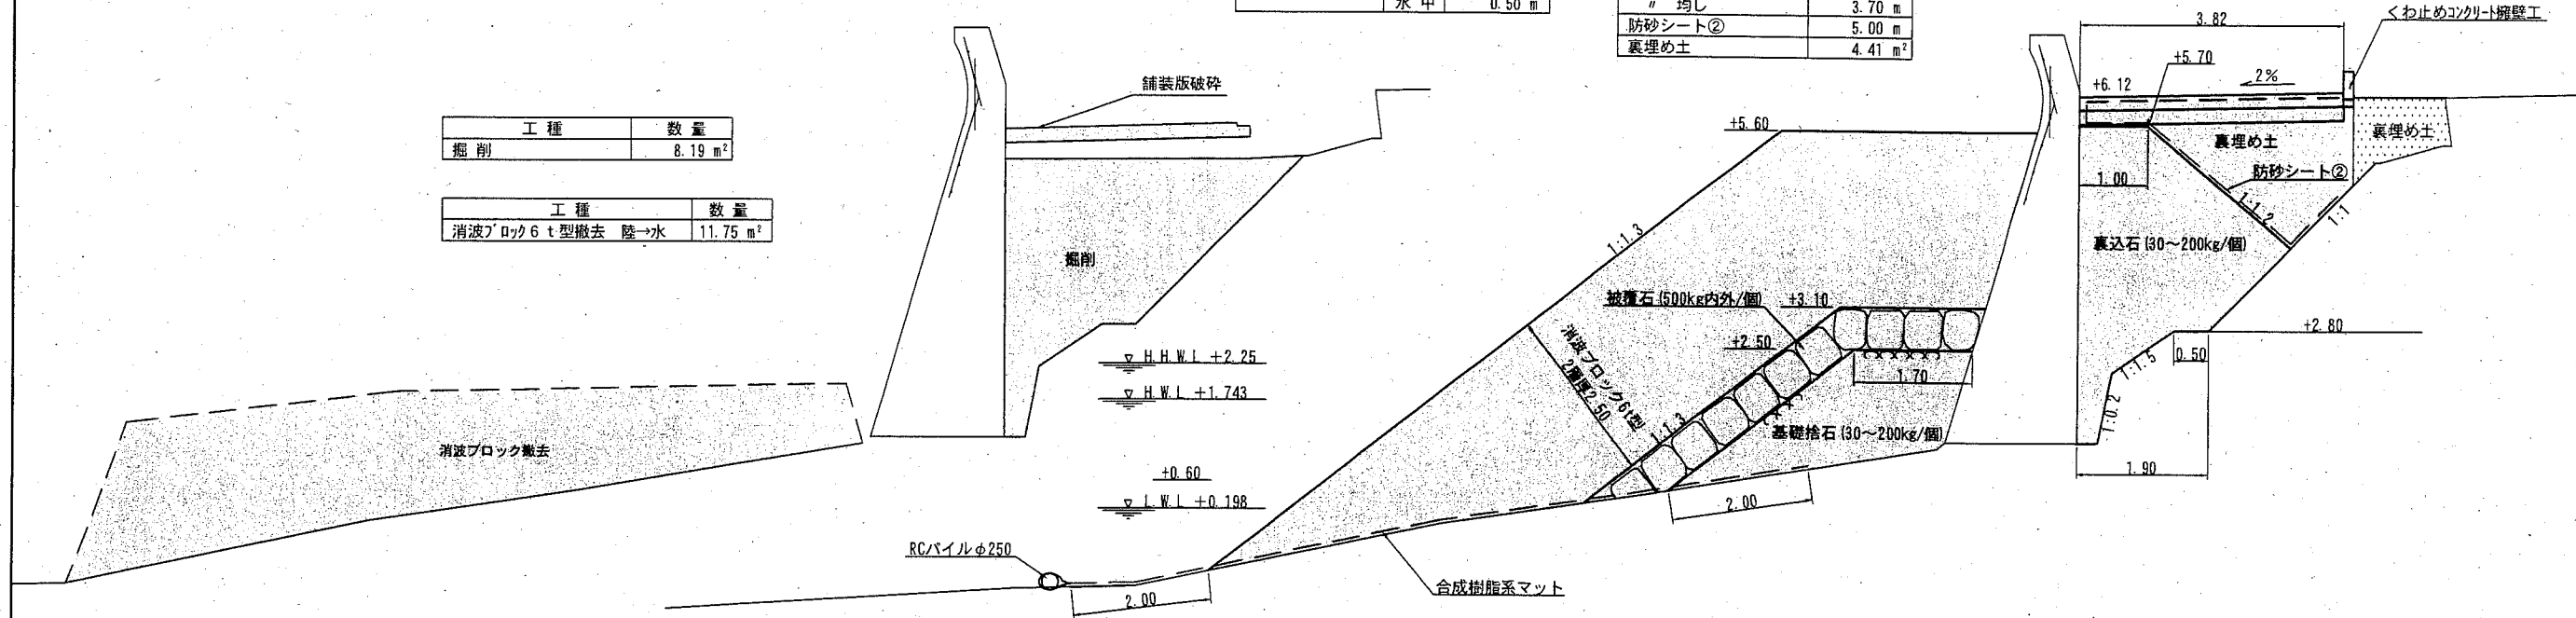 水 中 0.50 m
〃 均し 3.70 m
防砂シート② 5.00 m
裏埋め土 4.41 m²
くわ止めコンクリート擁壁工
3.82
+5.70
+6.12
2%
舗装版破砕
工 種 数 量
掘 削 8.19 m²
+5.60
裏埋め土
裏埋め土
防砂シート②
1.00
1:1.2
1:1
工 種 数 量
消波ブロック6t型撤去 陸→水 11.75 m²
掘削
1:1.3
裏込石(30～200kg/個)
被覆石(500kg内外/個)
+3.10
+2.80
+2.50
消波ブロック6t型
2層厚2.50
H.H.W.L +2.25
0.50
1:1.5
1.70
H.W.L +1.743
1:0.2
1:1.3
基礎捨石(30～200kg/個)
消波ブロック撤去
1.90
+0.60
L.W.L +0.198
2.00
RCパイルφ250
合成樹脂系マット
2.00